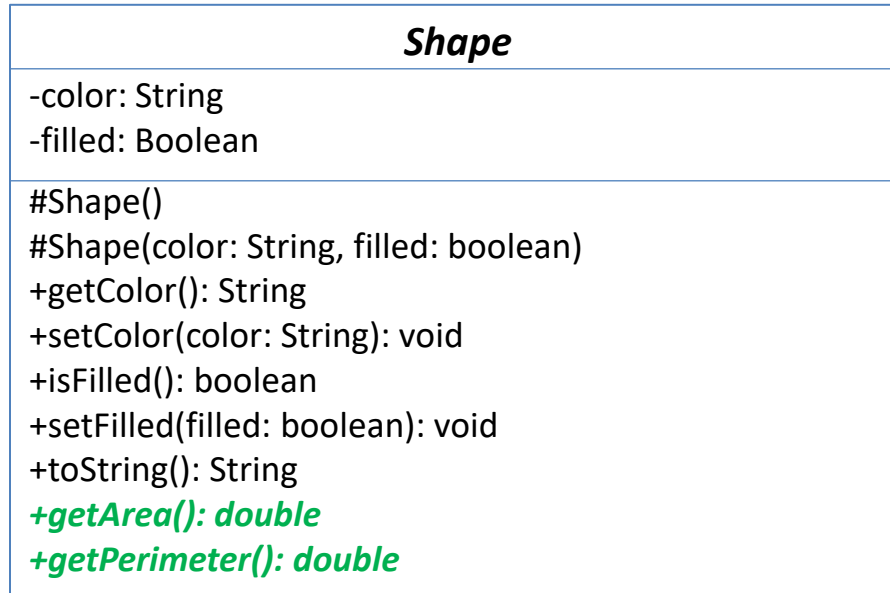 Shape
-color: String
-filled: Boolean
#Shape()
#Shape(color: String, filled: boolean)
+getColor(): String
+setColor(color: String): void
+isFilled(): boolean
+setFilled(filled: boolean): void
+toString(): String
+getArea(): double
+getPerimeter(): double